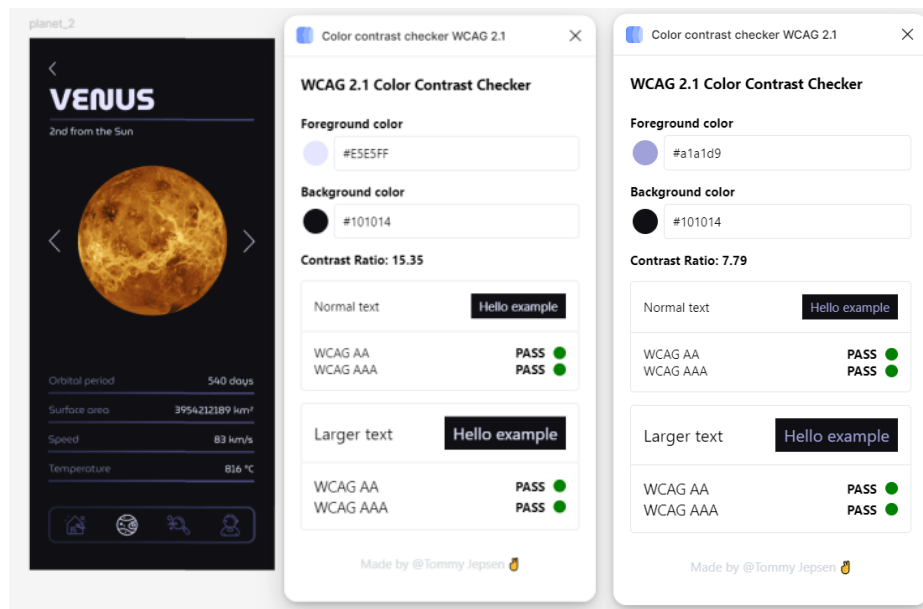 planet_2
VENUS
2nd from the Sun
Orbital period 540 days
Surface area 3954212189 km²
Speed 83 km/s
Temperature 816 °C
Color contrast checker WCAG 2.1
WCAG 2.1 Color Contrast Checker
Foreground color
#E5E5FF
Background color
#101014
Contrast Ratio: 15.35
Normal text Hello example
WCAG AA PASS
WCAG AAA PASS
Larger text Hello example
WCAG AA PASS
WCAG AAA PASS
Made by @Tommy Jepsen ✌
Color contrast checker WCAG 2.1
WCAG 2.1 Color Contrast Checker
Foreground color
#a1a1d9
Background color
#101014
Contrast Ratio: 7.79
Normal text Hello example
WCAG AA PASS
WCAG AAA PASS
Larger text Hello example
WCAG AA PASS
WCAG AAA PASS
Made by @Tommy Jepsen ✌